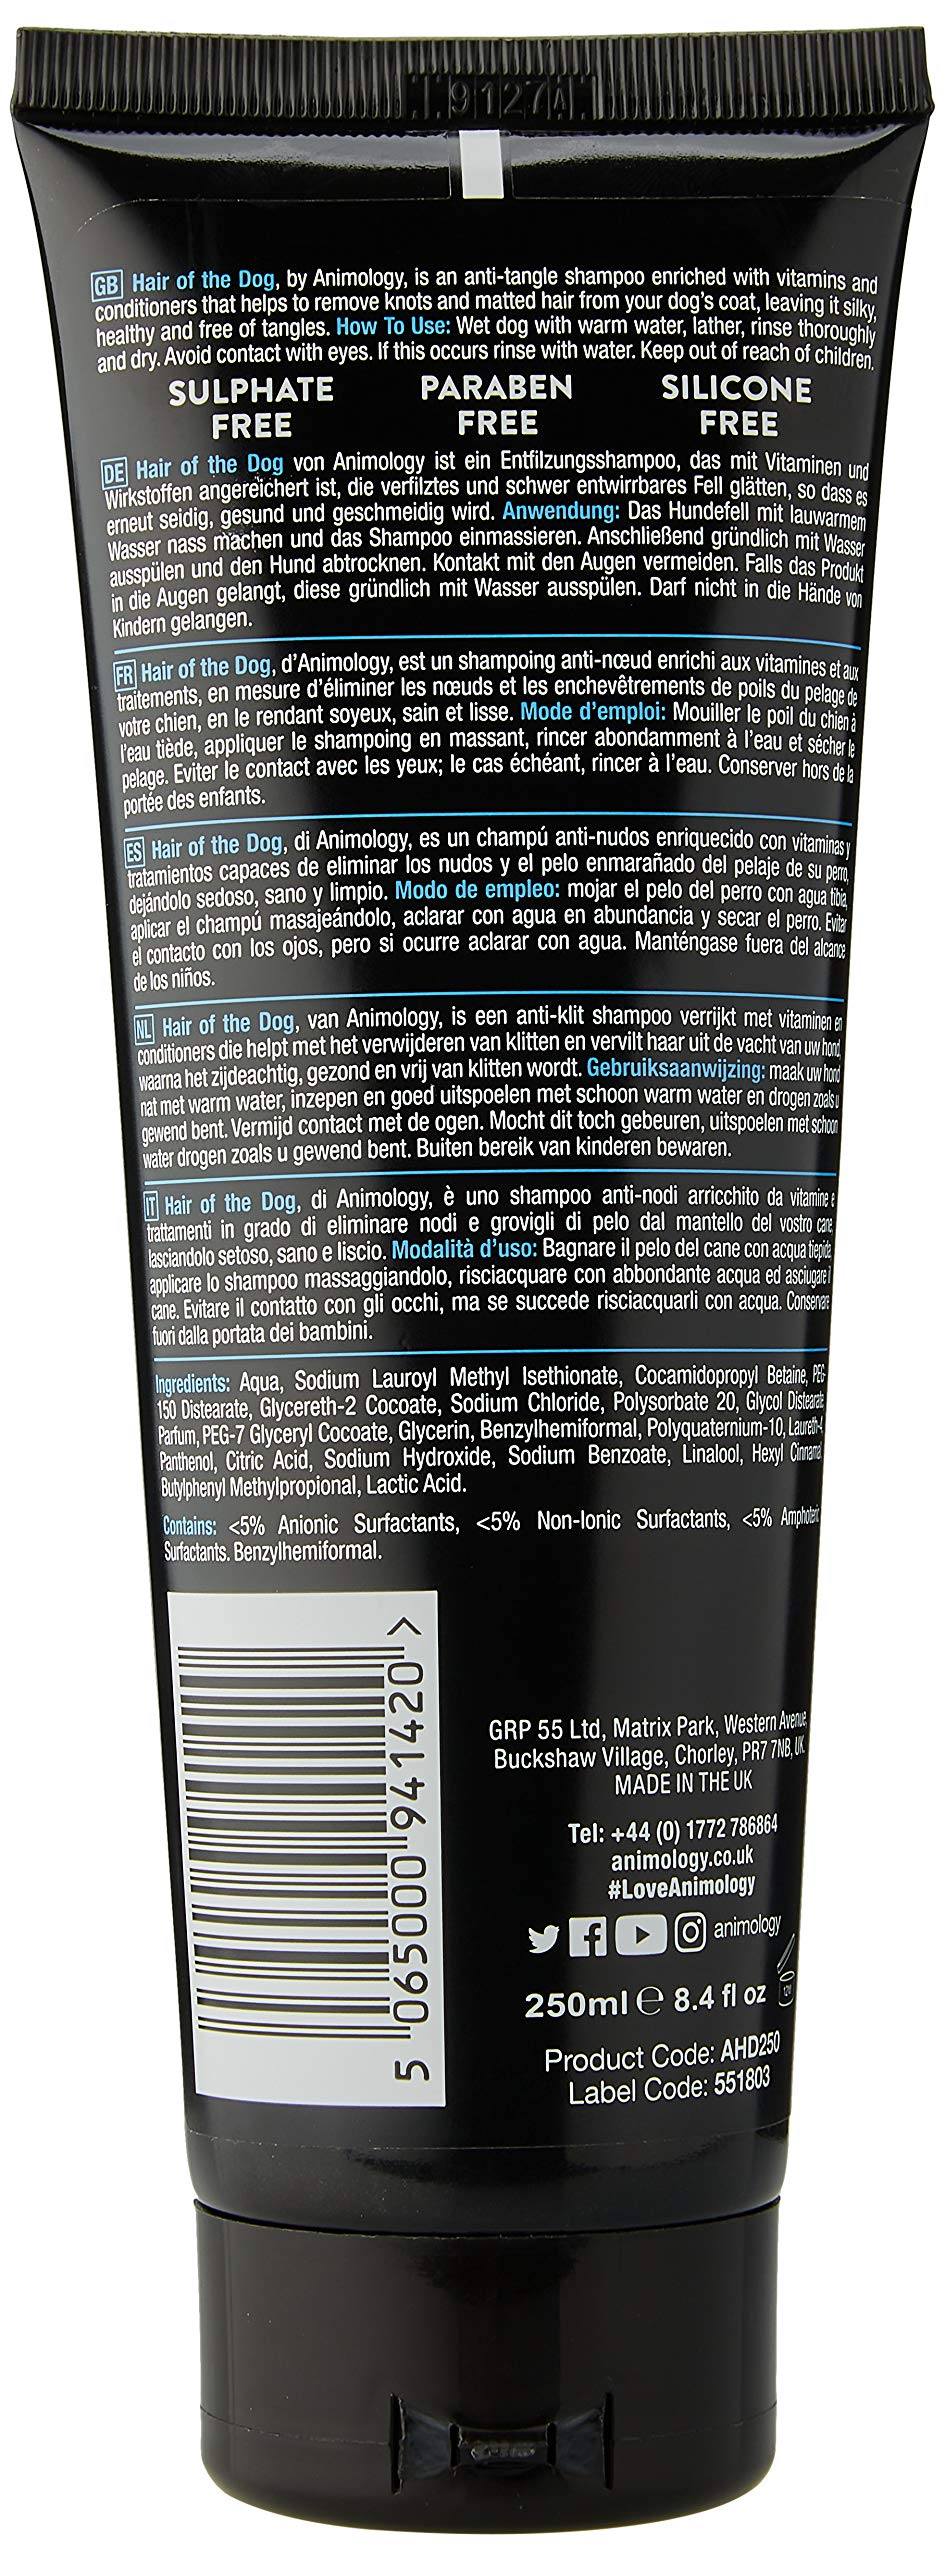 9127A
GB Hair of the Dog, by Animology, is an anti-tangle shampoo enriched with vitamins and
conditioners that helps to remove knots and matted hair from your dog's coat, leaving it silky,
healthy and free of tangles. How To Use: Wet dog with warm water, lather, rinse thoroughly
and dry. Avoid contact with eyes. If this occurs rinse with water. Keep out of reach of children.
SULPHATE FREE
PARABEN FREE
SILICONE FREE
DE Hair of the Dog von Animology ist ein Entfilzungsshampoo, das mit Vitaminen und
Wirkstoffen angereichert ist, die verfilztes und schwer entwirrbares Fell glätten, so dass es
erneut seidig, gesund und geschmeidig wird. Anwendung: Das Hundefell mit lauwarmem
Wasser nass machen und das Shampoo einmassieren. Anschließend gründlich mit Wasser
ausspülen und den Hund abtrocknen. Kontakt mit den Augen vermeiden. Falls das Produkt
in die Augen gelangt, diese gründlich mit Wasser ausspülen. Darf nicht in die Hände von
Kindern gelangen.
FR Hair of the Dog, d'Animology, est un shampoing anti-nœud enrichi aux vitamines et aux
traitements, en mesure d'éliminer les nœuds et les enchevêtrements de poils du pelage de
votre chien, en le rendant soyeux, sain et lisse. Mode d'emploi: Mouiller le poil du chien à
l'eau tiède, appliquer le shampoing en massant, rincer abondamment à l'eau et sécher le
pelage. Eviter le contact avec les yeux; le cas échéant, rincer à l'eau. Conserver hors de la
portée des enfants.
ES Hair of the Dog, di Animology, es un champú anti-nudos enriquecido con vitaminas y
tratamientos capaces de eliminar los nudos y el pelo enmarañado del pelaje de su perro,
dejándolo sedoso, sano y limpio. Modo de empleo: mojar el pelo del perro con agua tibia,
aplicar el champú masajeándolo, aclarar con agua en abundancia y secar el perro. Evitar
el contacto con los ojos, pero si ocurre aclarar con agua. Manténgase fuera del alcance
de los niños.
NL Hair of the Dog, van Animology, is een anti-klit shampoo verrijkt met vitaminen en
conditioners die helpt met het verwijderen van klitten en vervilt haar uit de vacht van uw hond,
waarna het zijdeachtig, gezond en vrij van klitten wordt. Gebruiksaanwijzing: maak uw hond
nat met warm water, inzepen en goed uitspoelen met schoon warm water en drogen zoals u
gewend bent. Vermijd contact met de ogen. Mocht dit toch gebeuren, uitspoelen met schoon
water drogen zoals u gewend bent. Buiten bereik van kinderen bewaren.
IT Hair of the Dog, di Animology, è uno shampoo anti-nodi arricchito da vitamine e
trattamenti in grado di eliminare nodi e grovigli di pelo dal mantello del vostro cane,
lasciandolo setoso, sano e liscio. Modalità d'uso: Bagnare il pelo del cane con acqua tiepida,
applicare lo shampoo massaggiandolo, risciacquare con abbondante acqua ed asciugare il
cane. Evitare il contatto con gli occhi, ma se succede risciacquarli con acqua. Conservare
fuori dalla portata dei bambini.
Ingredients: Aqua, Sodium Lauroyl Methyl Isethionate, Cocamidopropyl Betaine, PEG-
150 Distearate, Glycereth-2 Cocoate, Sodium Chloride, Polysorbate 20, Glycol Distearate,
Parfum, PEG-7 Glyceryl Cocoate, Glycerin, Benzylhemiformal, Polyquaternium-10, Laureth-4,
Panthenol, Citric Acid, Sodium Hydroxide, Sodium Benzoate, Linalool, Hexyl Cinnamal,
Butylphenyl Methylpropional, Lactic Acid.
Contains: <5% Anionic Surfactants, <5% Non-Ionic Surfactants, <5% Amphoteric
Surfactants. Benzylhemiformal.
5 065000 941420 >
GRP 55 Ltd, Matrix Park, Western Avenue,
Buckshaw Village, Chorley, PR7 7NB, UK.
MADE IN THE UK
Tel: +44 (0) 1772 786864
animology.co.uk
#LoveAnimology
animology
250ml ℮ 8.4 fl oz
12M
Product Code: AHD250
Label Code: 551803